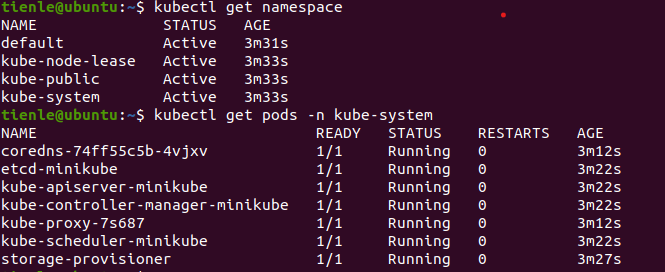 tienle@ubuntu:~$ kubectl get namespace
NAME STATUS AGE
default Active 3m31s
kube-node-lease Active 3m33s
kube-public Active 3m33s
kube-system Active 3m33s
tienle@ubuntu:~$ kubectl get pods -n kube-system
NAME READY STATUS RESTARTS AGE
coredns-74ff55c5b-4vjxv 1/1 Running 0 3m12s
etcd-minikube 1/1 Running 0 3m22s
kube-apiserver-minikube 1/1 Running 0 3m22s
kube-controller-manager-minikube 1/1 Running 0 3m22s
kube-proxy-7s687 1/1 Running 0 3m12s
kube-scheduler-minikube 1/1 Running 0 3m22s
storage-provisioner 1/1 Running 0 3m27s